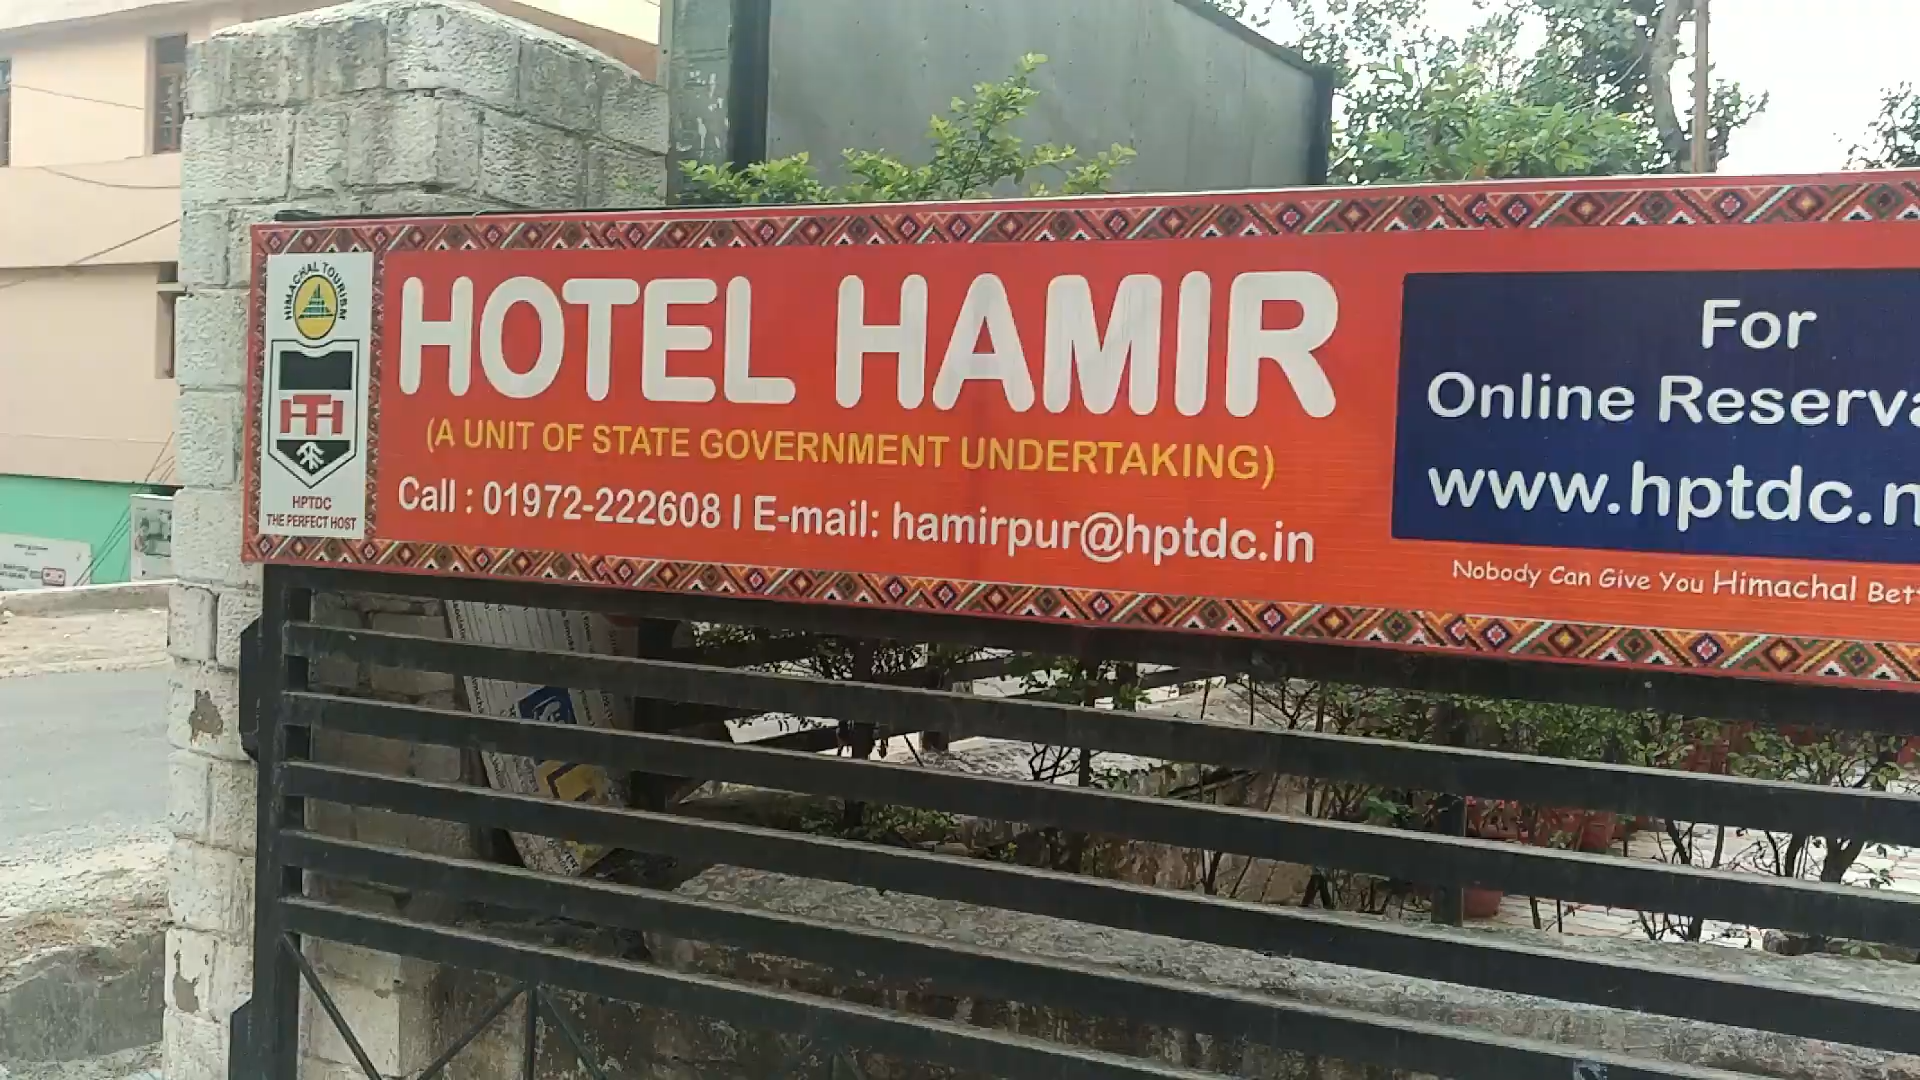 HIMACHAL TOURISM
HPTDC
THE PERFECT HOST
HOTEL HAMIR
(A UNIT OF STATE GOVERNMENT UNDERTAKING)
Call : 01972-222608 I E-mail: hamirpur@hptdc.in
For
Online Reserva
www.hptdc.n
Nobody Can Give You Himachal Bett